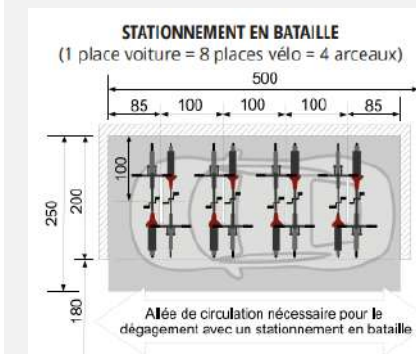 STATIONNEMENT EN BATAILLE
(1 place voiture = 8 places vélo = 4 arceaux)
500
85 100 100 100 85
100
200
250
180
Allée de circulation nécessaire pour le
dégagement avec un stationnement en bataille